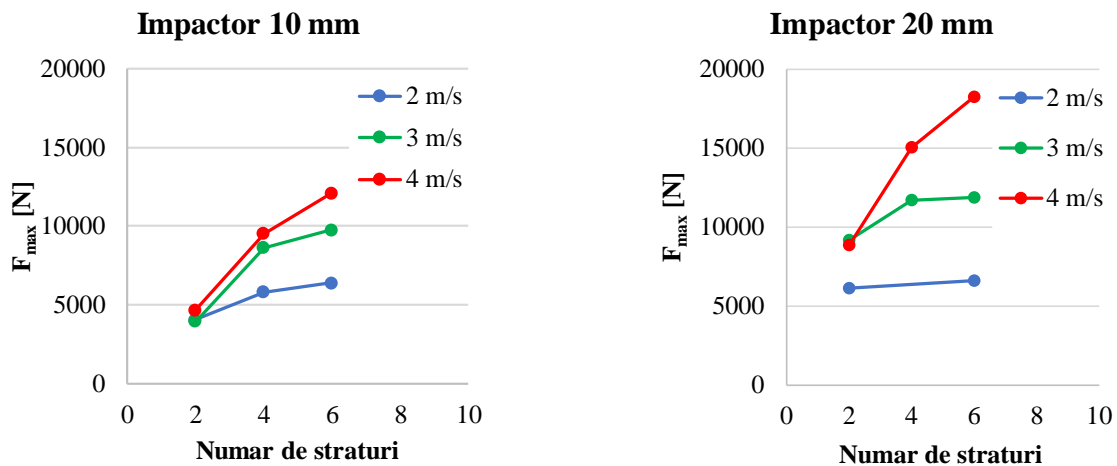 Impactor 10 mm
20000
15000
10000
5000
0
F_max [N]
0 2 4 6 8 10
Numar de straturi
2 m/s
3 m/s
4 m/s
Impactor 20 mm
20000
15000
10000
5000
0
F_max [N]
0 2 4 6 8 10
Numar de straturi
2 m/s
3 m/s
4 m/s